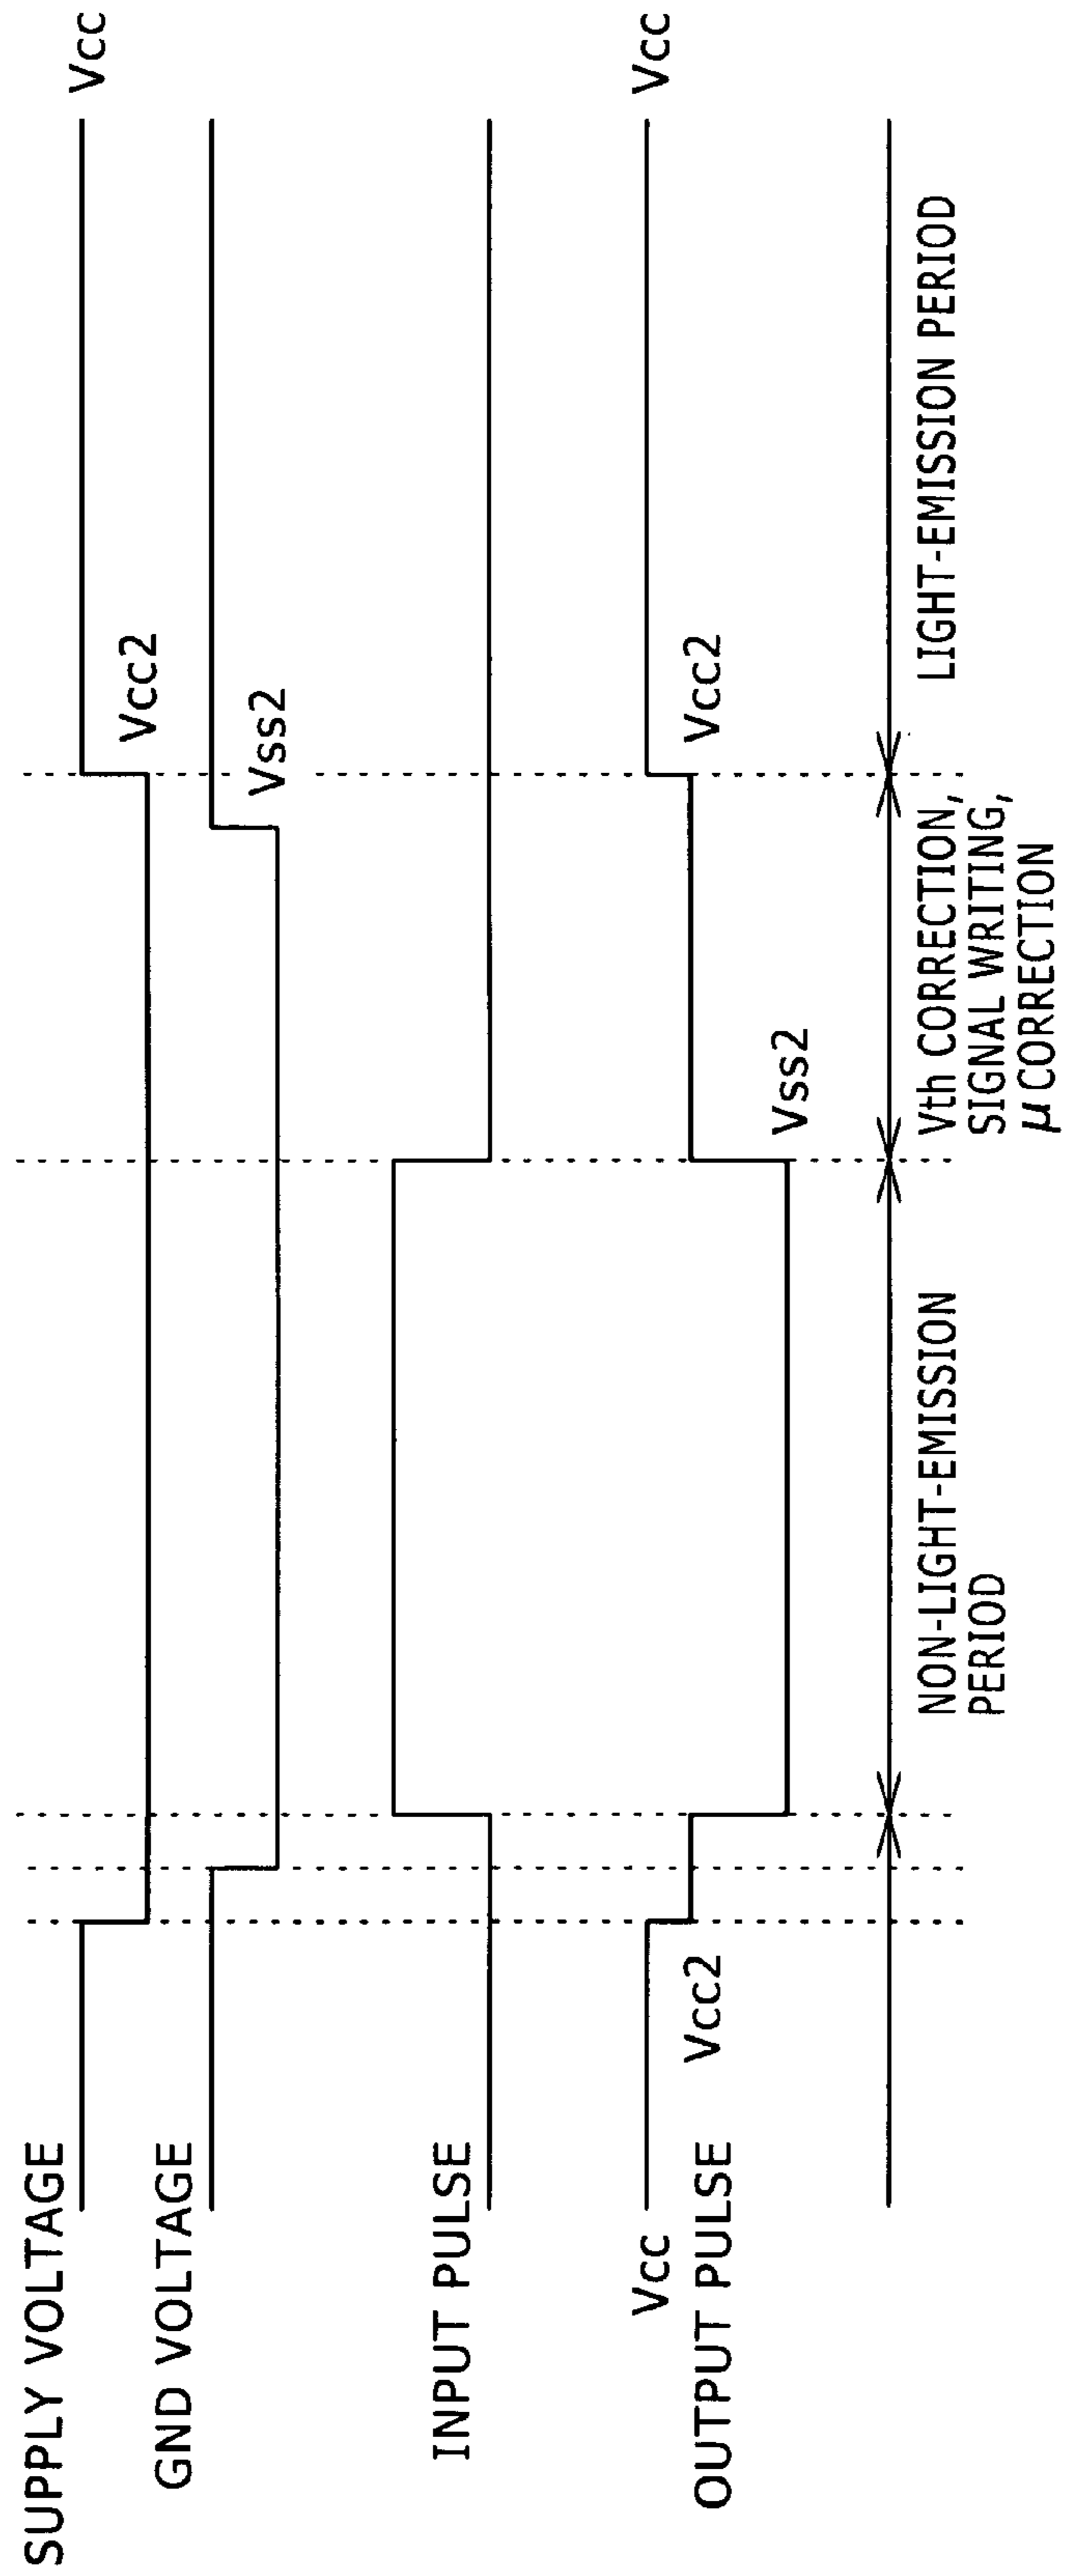 SUPPLY VOLTAGE
Vcc
Vcc2
GND VOLTAGE
Vss2
INPUT PULSE
Vcc
Vcc
Vcc2
Vcc2
OUTPUT PULSE
Vss2
NON-LIGHT-EMISSION
PERIOD
Vth CORRECTION,
SIGNAL WRITING,
μ CORRECTION
LIGHT-EMISSION PERIOD